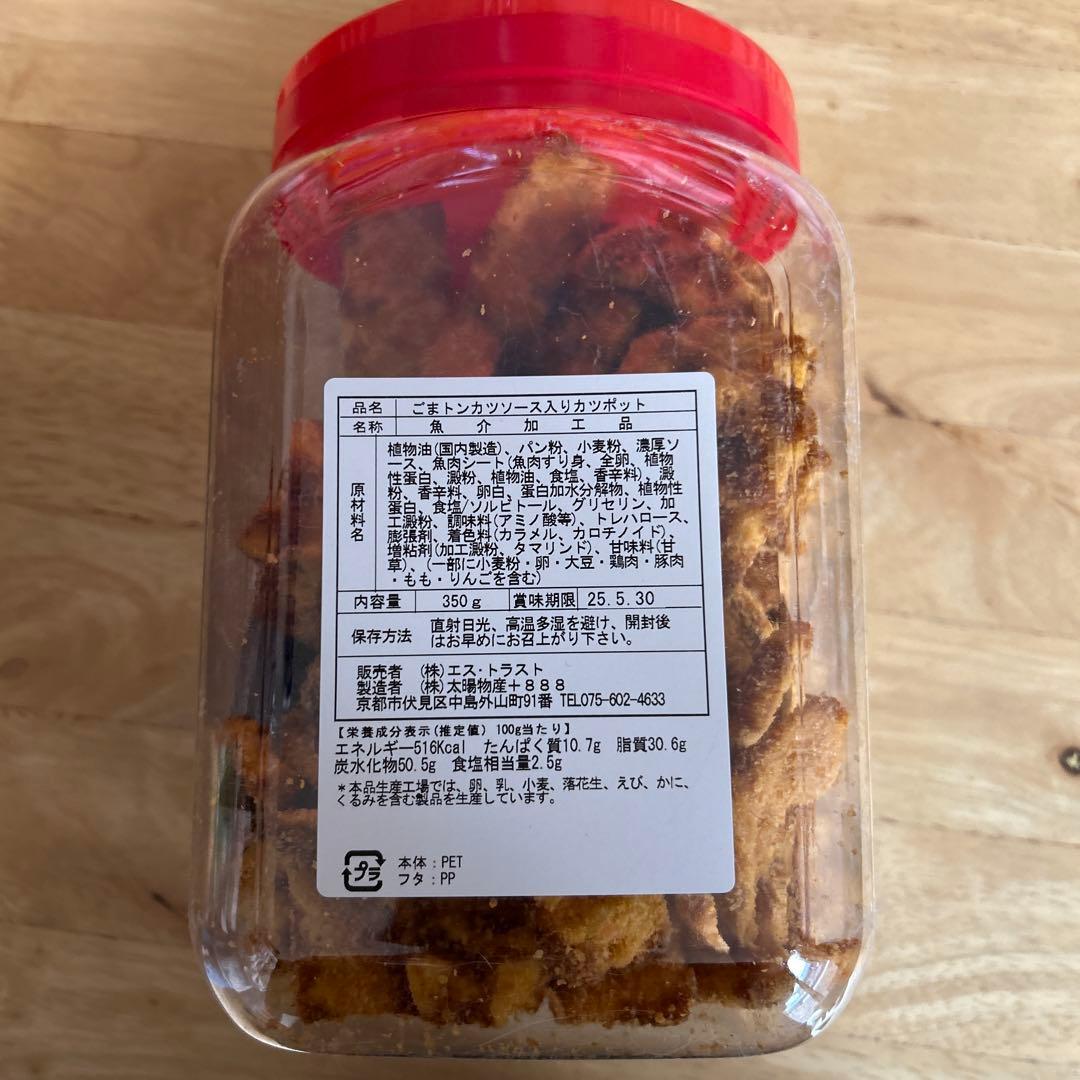 品名 ごまトンカツソース入りカツポット
名称 魚介加工品
原材料名
植物油(国内製造)、パン粉、小麦粉、濃厚ソ
ース、魚肉シート(魚肉すり身、全卵、植物
性蛋白、澱粉、植物油、食塩、香辛料)、澱
粉、香辛料、卵白、蛋白加水分解物、植物性
蛋白、食塩/ソルビトール、グリセリン、加
工澱粉、調味料(アミノ酸等)、トレハロース、
膨張剤、着色料(カラメル、カロチノイド)、
増粘剤(加工澱粉、タマリンド)、甘味料(甘
草)、(一部に小麦粉・卵・大豆・鶏肉・豚肉
・もも・りんごを含む)
内容量 350g 賞味期限 25.5.30
保存方法 直射日光、高温多湿を避け、開封後
はお早めにお召上がり下さい。
販売者 (株)エス・トラスト
製造者 (株)太陽物産+888
京都市伏見区中島外山町91番 TEL075-602-4633
【栄養成分表示(推定値) 100g当たり】
エネルギー516Kcal たんぱく質10.7g 脂質30.6g
炭水化物50.5g 食塩相当量2.5g
*本品生産工場では、卵、乳、小麦、落花生、えび、かに、
くるみを含む製品を生産しています。
プラ
本体:PET
フタ:PP